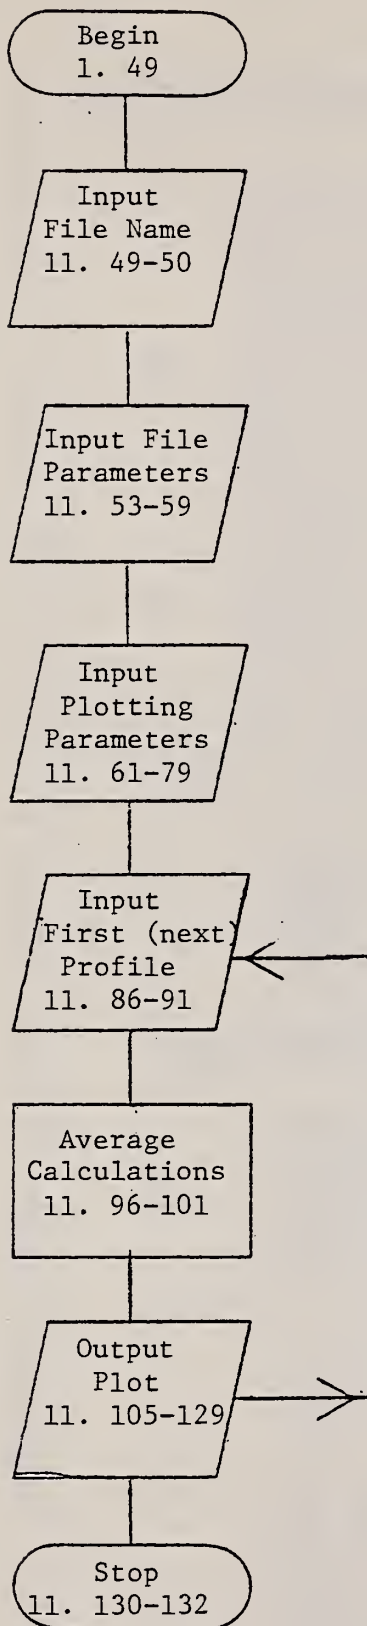 Begin
1. 49
Input
File Name
11. 49-50
Input File
Parameters
11. 53-59
Input
Plotting
Parameters
11. 61-79
Input
First (next)
Profile
11. 86-91
Average
Calculations
11. 96-101
Output
Plot
11. 105-129
Stop
11. 130-132